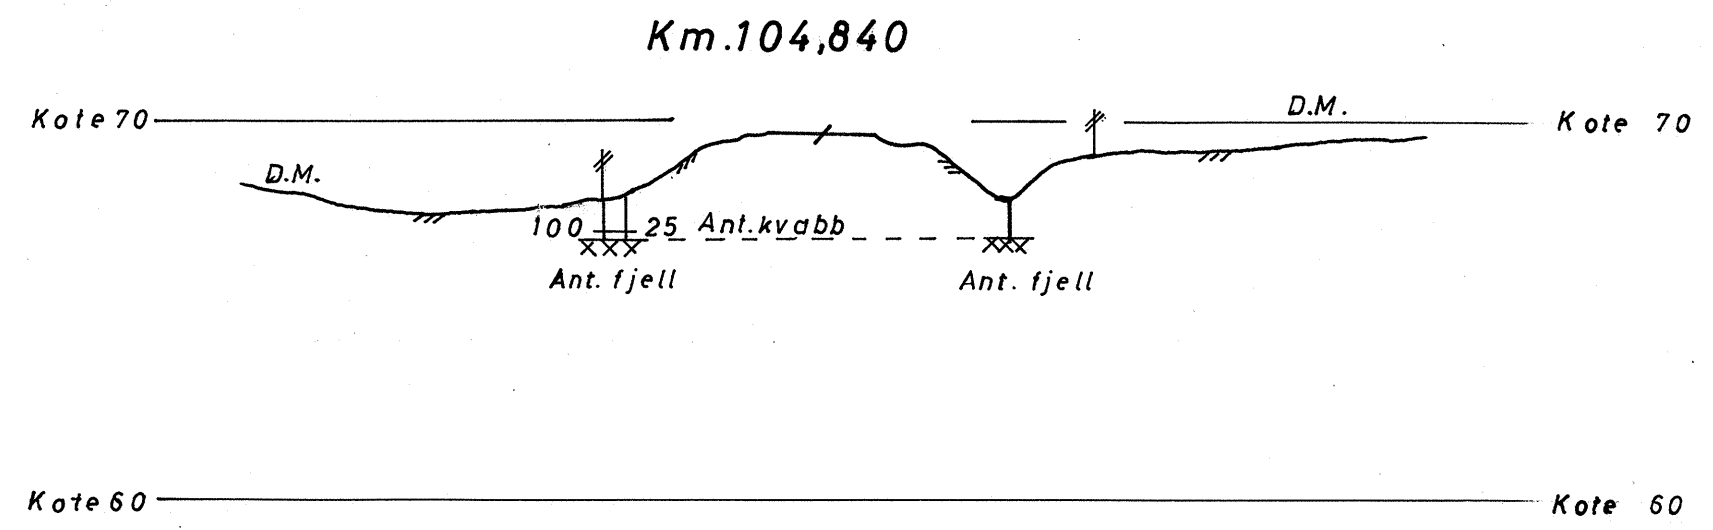 Km.104,840
Kote 70 D.M. Kote 70
D.M.
100 25 Ant.kvabb
Ant. fjell Ant. fjell
Kote 60 Kote 60